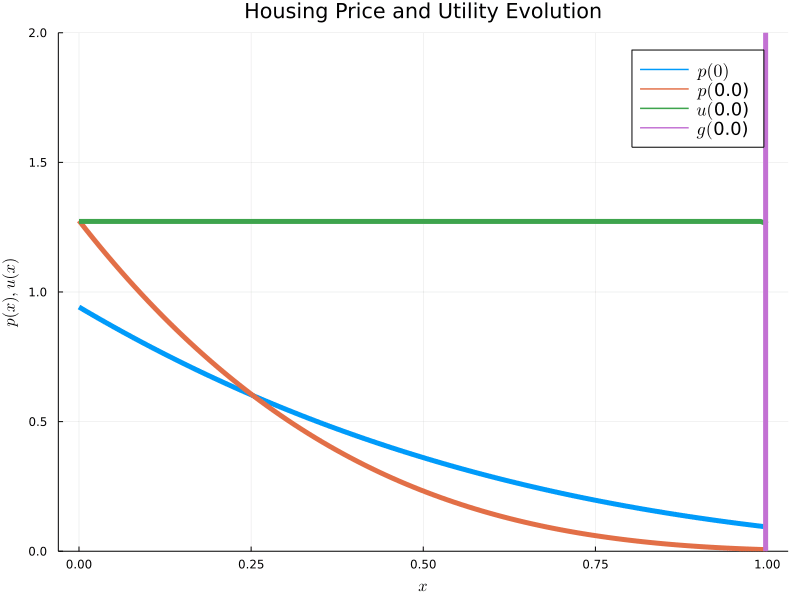 Housing Price and Utility Evolution
2.0
1.5
1.0
0.5
0.0
p(x), u(x)
p(0)
p(0.0)
u(0.0)
g(0.0)
0.00 0.25 0.50 0.75 1.00
x